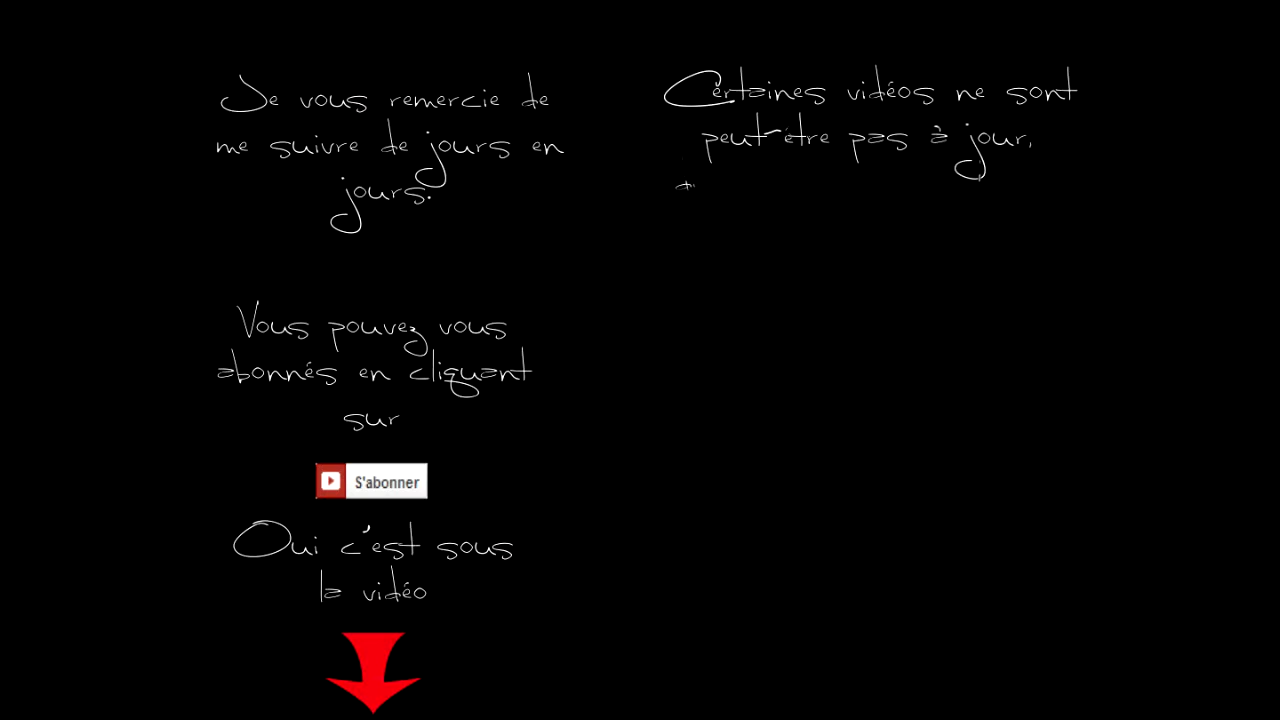 Je vous remercie de
me suivre de jours en
jours.
Vous pouvez vous
abonnés en cliquant
sur
S'abonner
Oui c'est sous
la vidéo
Certaines vidéos ne sont
peut-être pas à jour,